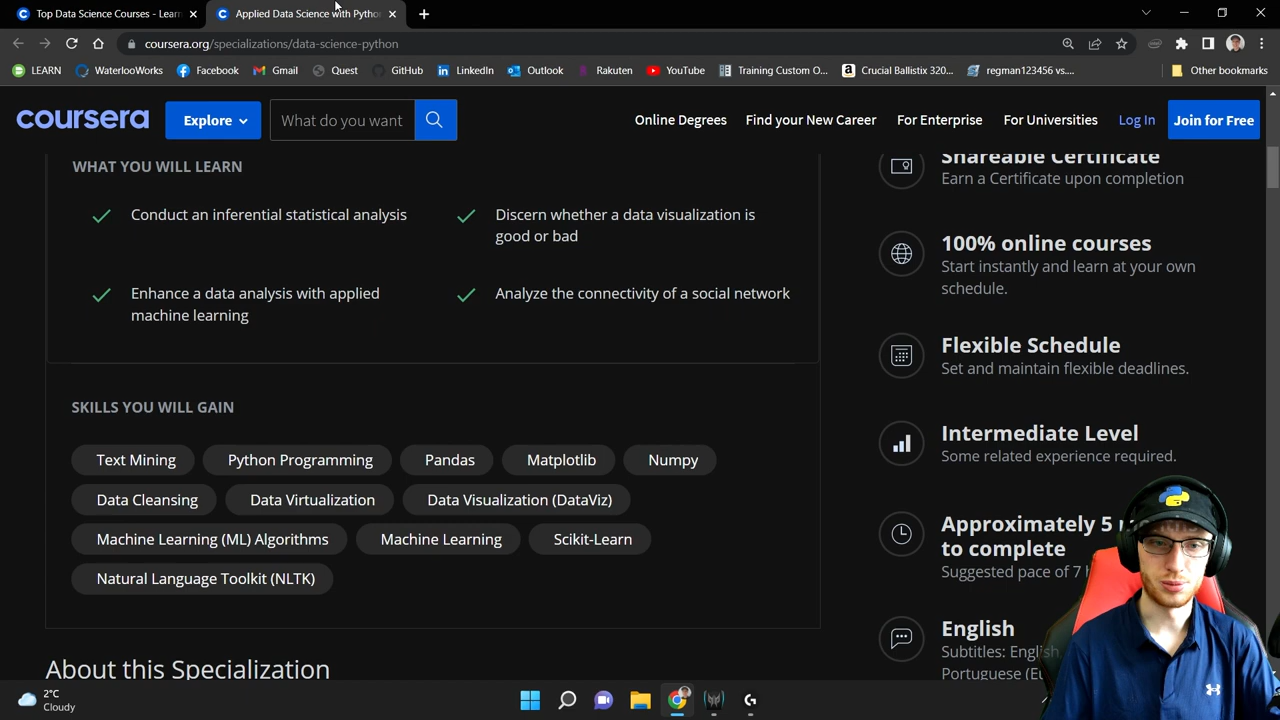 Top Data Science Courses - Lear
Applied Data Science with Pytho
coursera.org/specializations/data-science-python
LEARN
WaterlooWorks
Facebook
Gmail
Quest
GitHub
LinkedIn
Outlook
Rakuten
YouTube
Training Custom O...
Crucial Ballistix 320...
regman123456 vs....
Other bookmarks
coursera
Explore
What do you want
Online Degrees
Find your New Career
For Enterprise
For Universities
Log In
Join for Free
WHAT YOU WILL LEARN
Conduct an inferential statistical analysis
Discern whether a data visualization is
good or bad
Enhance a data analysis with applied
machine learning
Analyze the connectivity of a social network
SKILLS YOU WILL GAIN
Text Mining
Python Programming
Pandas
Matplotlib
Numpy
Data Cleansing
Data Virtualization
Data Visualization (DataViz)
Machine Learning (ML) Algorithms
Machine Learning
Scikit-Learn
Natural Language Toolkit (NLTK)
About this Specialization
Shareable Certificate
Earn a Certificate upon completion
100% online courses
Start instantly and learn at your own
schedule.
Flexible Schedule
Set and maintain flexible deadlines.
Intermediate Level
Some related experience required.
Approximately 5
to complete
Suggested pace of 7
English
Subtitles: English
Portuguese (Eu
2°C
Cloudy